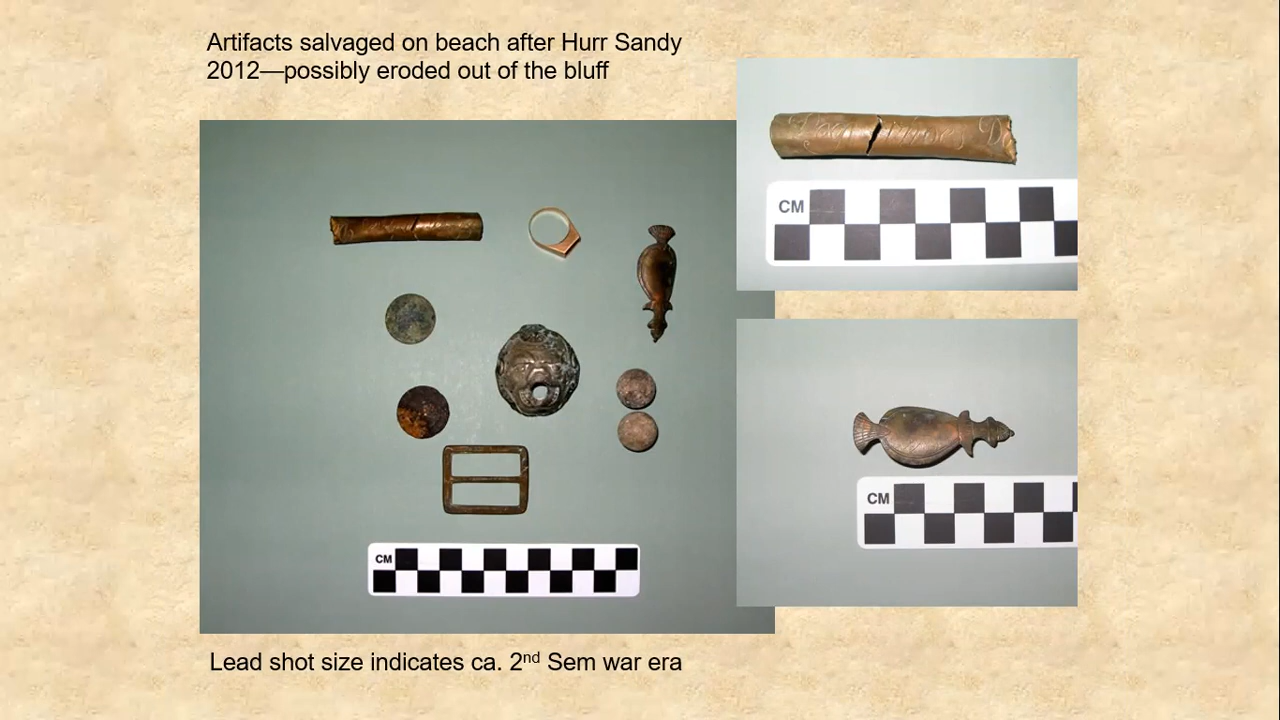 Artifacts salvaged on beach after Hurr Sandy
2012—possibly eroded out of the bluff
CM
CM
CM
Lead shot size indicates ca. 2nd Sem war era